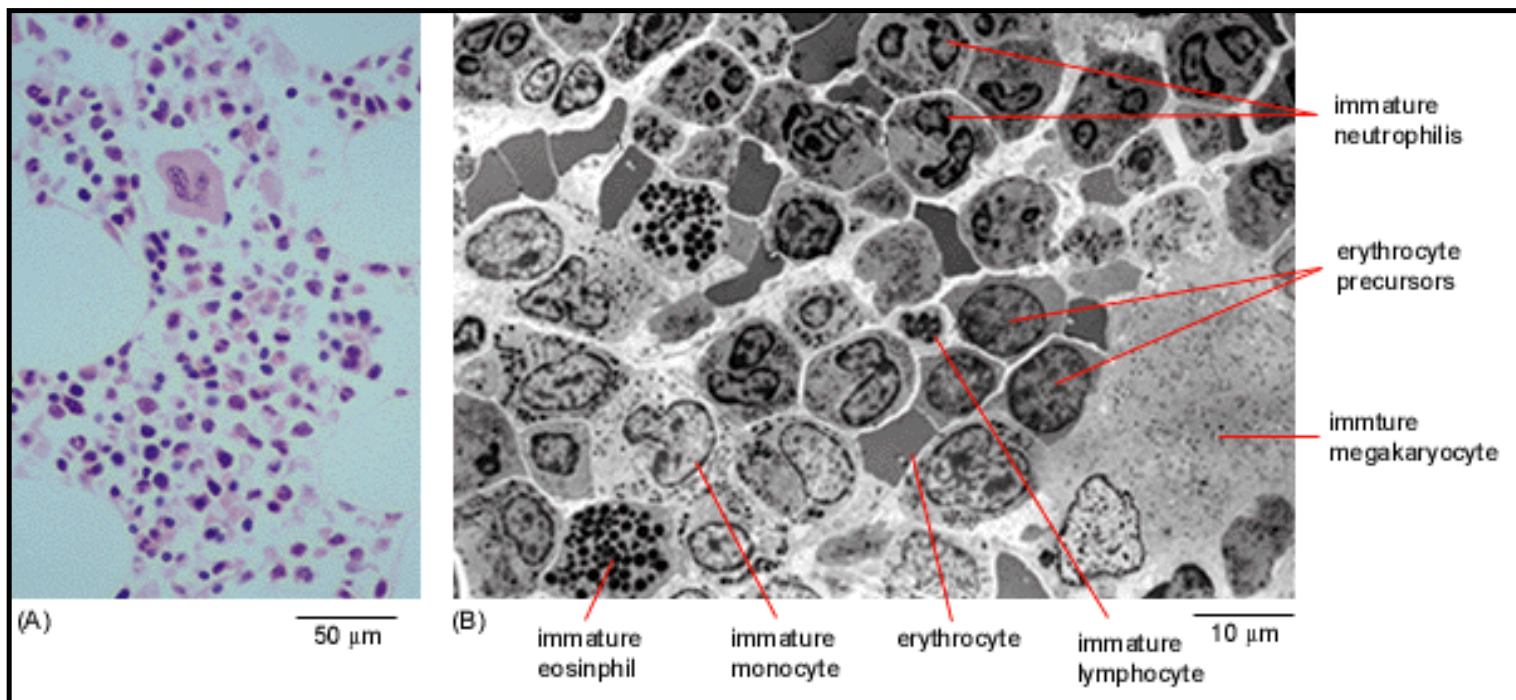 immature
neutrophilis
erythrocyte
precursors
immture
megakaryocyte
(A)
50 µm
(B)
10 µm
immature
eosinphil
immature
monocyte
erythrocyte
immature
lymphocyte